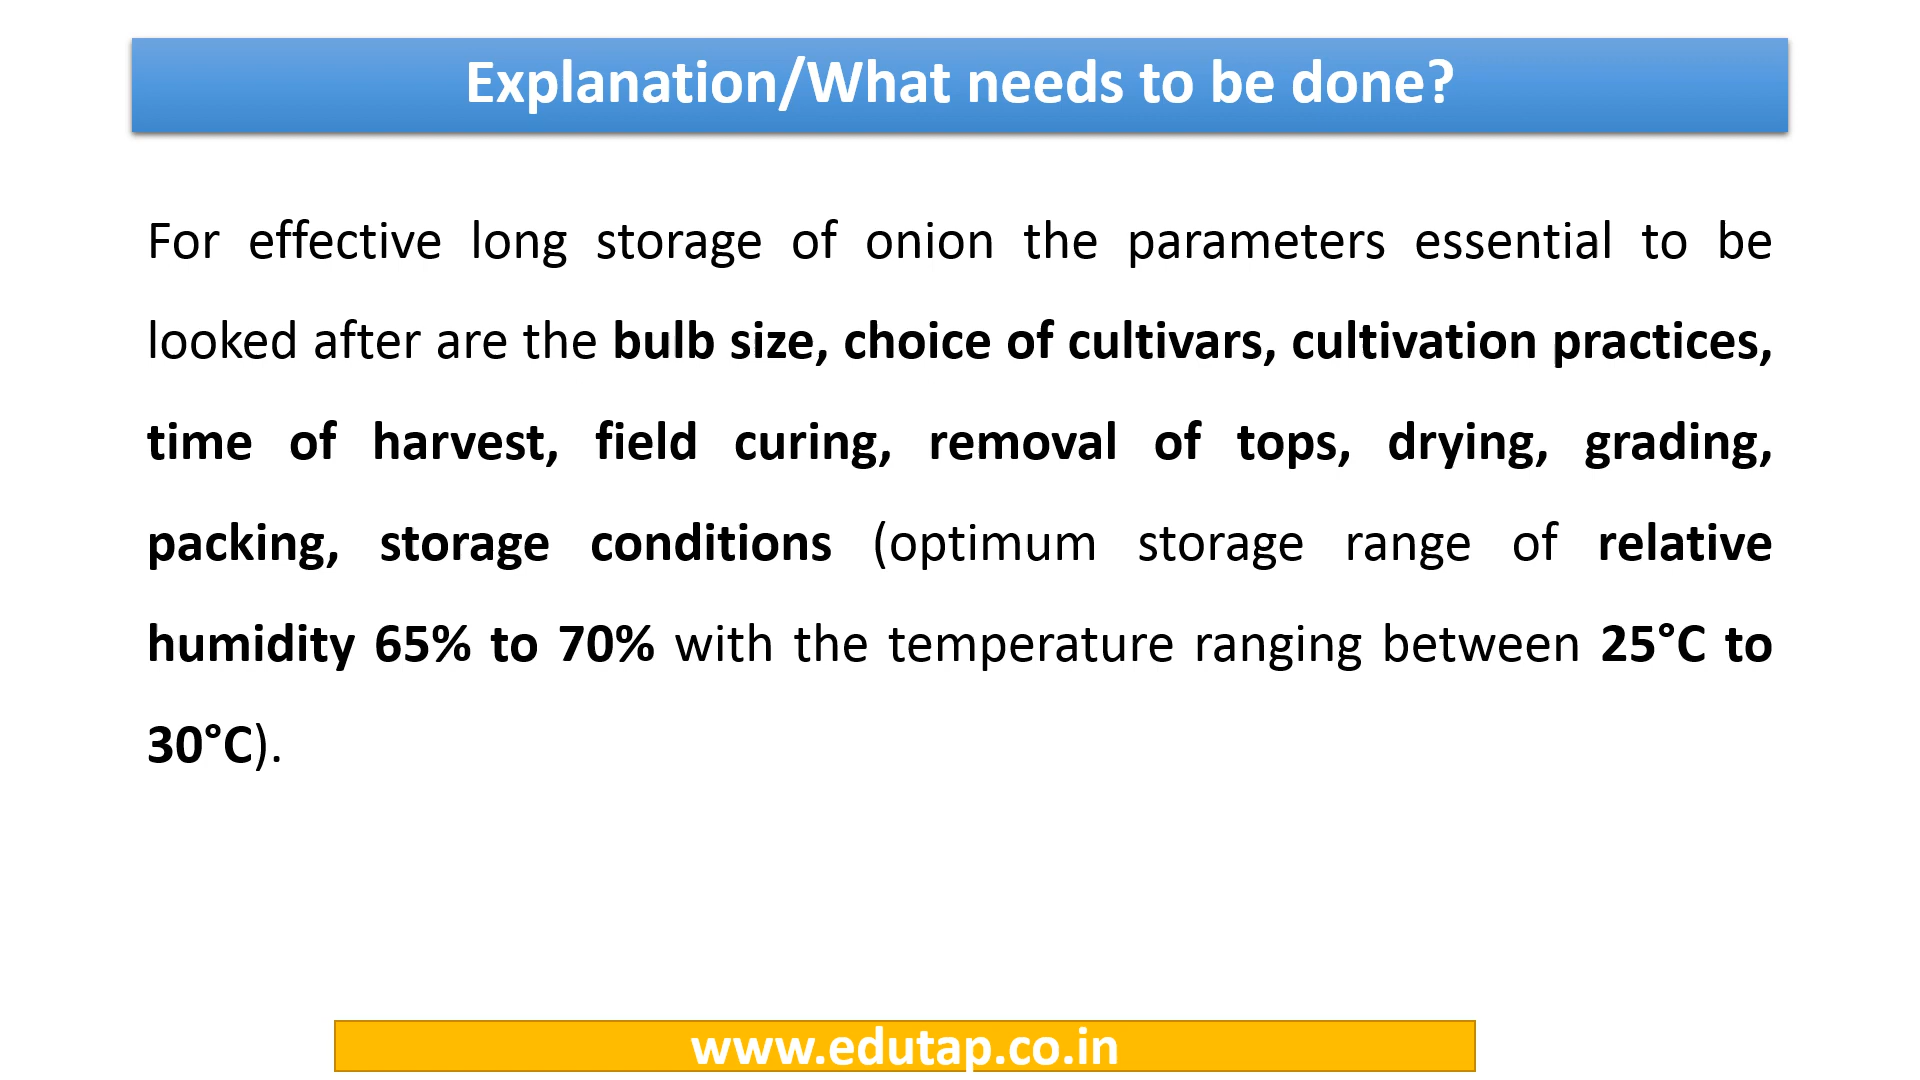 Explanation/What needs to be done?
For effective long storage of onion the parameters essential to be
looked after are the bulb size, choice of cultivars, cultivation practices,
time of harvest, field curing, removal of tops, drying, grading,
packing, storage conditions (optimum storage range of relative
humidity 65% to 70% with the temperature ranging between 25°C to
30°C).
www.edutap.co.in